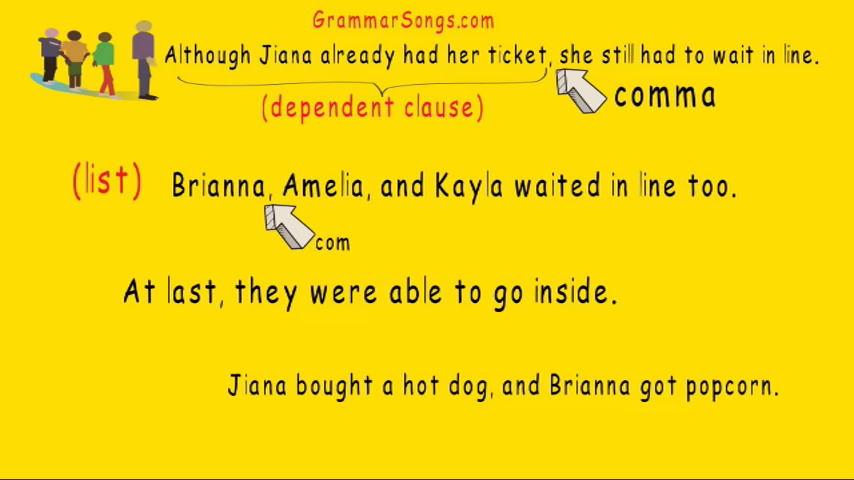 GrammarSongs.com
Although Jiana already had her ticket, she still had to wait in line.
(dependent clause)
comma
(list) Brianna, Amelia, and Kayla waited in line too.
com
At last, they were able to go inside.
Jiana bought a hot dog, and Brianna got popcorn.